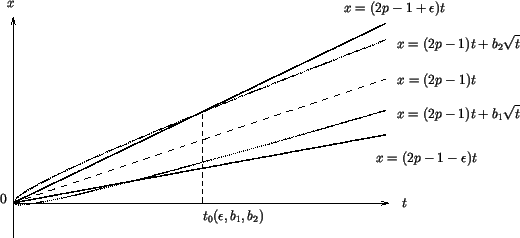 x
x = (2p − 1 + ϵ)t
x = (2p − 1)t + b₂√t
x = (2p − 1)t
x = (2p − 1)t + b₁√t
x = (2p − 1 − ϵ)t
0
t
t₀(ϵ, b₁, b₂)